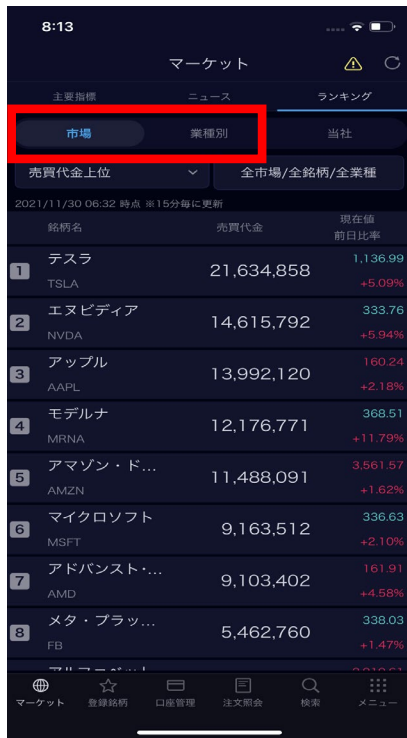 8:13
マーケット
主要指標 ニュース ランキング
市場 業種別 当社
売買代金上位 全市場/全銘柄/全業種
2021/11/30 06:32 時点 ※15分毎に更新
銘柄名 売買代金 現在値
前日比率
1 テスラ 21,634,858 1,136.99
TSLA +5.09%
2 エヌビディア 14,615,792 333.76
NVDA +5.94%
3 アップル 13,992,120 160.24
AAPL +2.18%
4 モデルナ 12,176,771 368.51
MRNA +11.79%
5 アマゾン・ド... 11,488,091 3,561.57
AMZN +1.62%
6 マイクロソフト 9,163,512 336.63
MSFT +2.10%
7 アドバンスト・... 9,103,402 161.91
AMD +4.58%
8 メタ・プラッ... 5,462,760 338.03
FB +1.47%
マーケット 登録銘柄 口座管理 注文照会 検索 メニュー